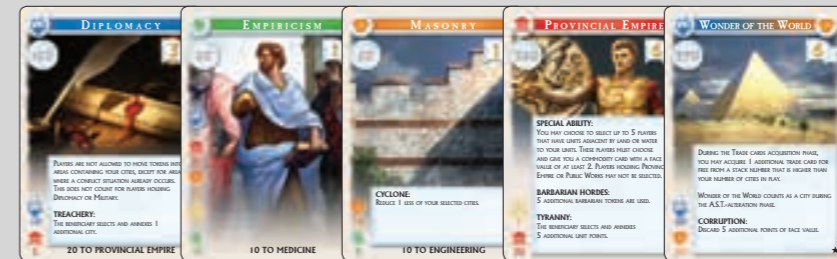 DIPLOMACY
PLAYERS ARE NOT ALLOWED TO MOVE TOKENS INTO
AREAS CONTAINING YOUR CITIES, EXCEPT FOR AREAS
WHERE A CONFLICT SITUATION ALREADY OCCURS.
THIS DOES NOT COUNT FOR PLAYERS HOLDING
DIPLOMACY OR MILITARY.
TREACHERY:
THE BENEFICIARY SELECTS AND ANNEXES 1
ADDITIONAL CITY.
20 TO PROVINCIAL EMPIRE
EMPIRICISM
10 TO MEDICINE
MASONRY
CYCLONE:
REDUCE 1 LESS OF YOUR SELECTED CITIES.
10 TO ENGINEERING
PROVINCIAL EMPIRE
SPECIAL ABILITY:
YOU MAY CHOOSE TO SELECT UP TO 5 PLAYERS
THAT HAVE UNITS ADJACENT BY LAND OR WATER
TO YOUR UNITS. THESE PLAYERS MUST CHOOSE
AND GIVE YOU A COMMODITY CARD WITH A FACE
VALUE OF AT LEAST 2. PLAYERS HOLDING PROVINC
EMPIRE OR PUBLIC WORKS MAY NOT BE SELECTED.
BARBARIAN HORDES:
5 ADDITIONAL BARBARIAN TOKENS ARE USED.
TYRANNY:
THE BENEFICIARY SELECTS AND ANNEXES
5 ADDITIONAL UNIT POINTS.
WONDER OF THE WORLD
DURING THE TRADE CARDS ACQUISITION PHASE,
YOU MAY ACQUIRE 1 ADDITIONAL TRADE CARD FOR
FREE FROM A STACK NUMBER THAT IS HIGHER THAN
YOUR NUMBER OF CITIES IN PLAY.
WONDER OF THE WORLD COUNTS AS A CITY DURING
THE A.S.T.-ALTERATION PHASE.
CORRUPTION:
DISCARD 5 ADDITIONAL POINTS OF FACE VALUE.